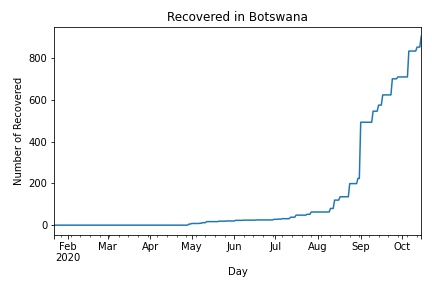 Recovered in Botswana
Number of Recovered
800
600
400
200
0
Feb Mar Apr May Jun Jul Aug Sep Oct
2020
Day